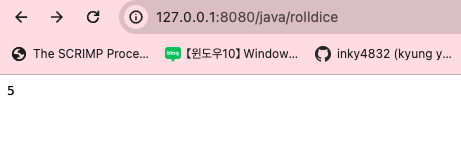 127.0.0.1:8080/java/rolldice
The SCRIMP Proce... blog 【윈도우10】 Window... inky4832 (kyung y...
5